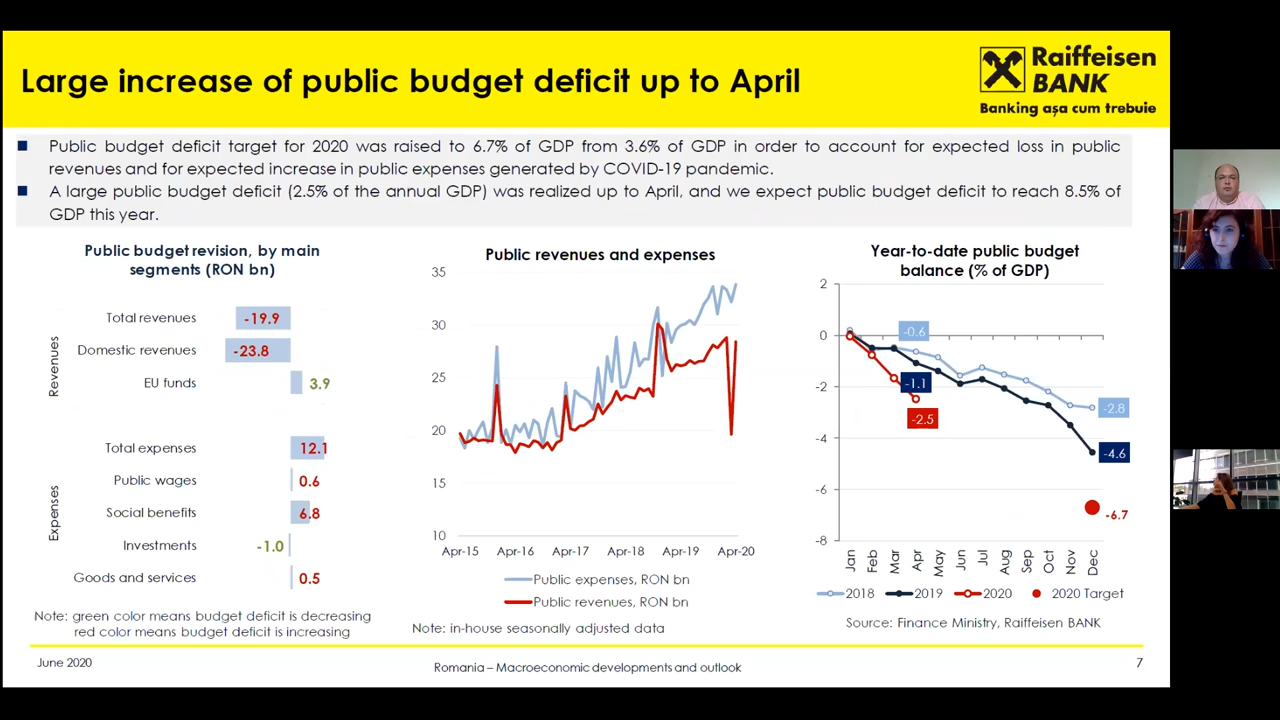 Large increase of public budget deficit up to April
Raiffeisen
BANK
Banking așa cum trebuie
Public budget deficit target for 2020 was raised to 6.7% of GDP from 3.6% of GDP in order to account for expected loss in public
revenues and for expected increase in public expenses generated by COVID-19 pandemic.
A large public budget deficit (2.5% of the annual GDP) was realized up to April, and we expect public budget deficit to reach 8.5% of
GDP this year.
Public budget revision, by main
segments (RON bn)
Revenues
Total revenues -19.9
Domestic revenues -23.8
EU funds 3.9
Expenses
Total expenses 12.1
Public wages 0.6
Social benefits 6.8
Investments -1.0
Goods and services 0.5
Note: green color means budget deficit is decreasing
red color means budget deficit is increasing
Public revenues and expenses
35
30
25
20
15
10
Apr-15 Apr-16 Apr-17 Apr-18 Apr-19 Apr-20
Public expenses, RON bn
Public revenues, RON bn
Note: in-house seasonally adjusted data
Year-to-date public budget
balance (% of GDP)
2
0
-2
-4
-6
-8
-0.6
-1.1
-2.5
-2.8
-4.6
-6.7
Jan Feb Mar Apr May Jun Jul Aug Sep Oct Nov Dec
2018 2019 2020 2020 Target
Source: Finance Ministry, Raiffeisen BANK
June 2020
Romania – Macroeconomic developments and outlook
7